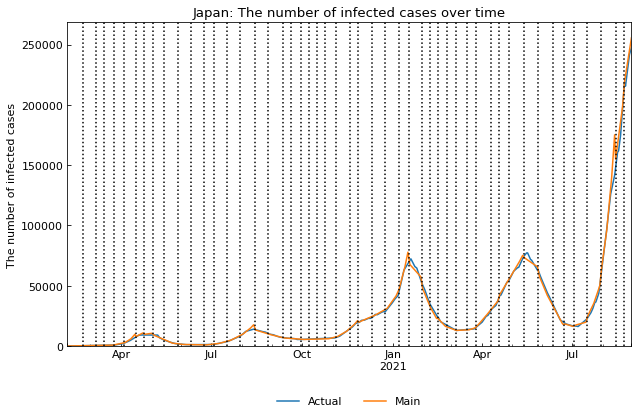 Japan: The number of infected cases over time
The number of infected cases
250000
200000
150000
100000
50000
0
Apr Jul Oct Jan Apr Jul
2021
Actual Main